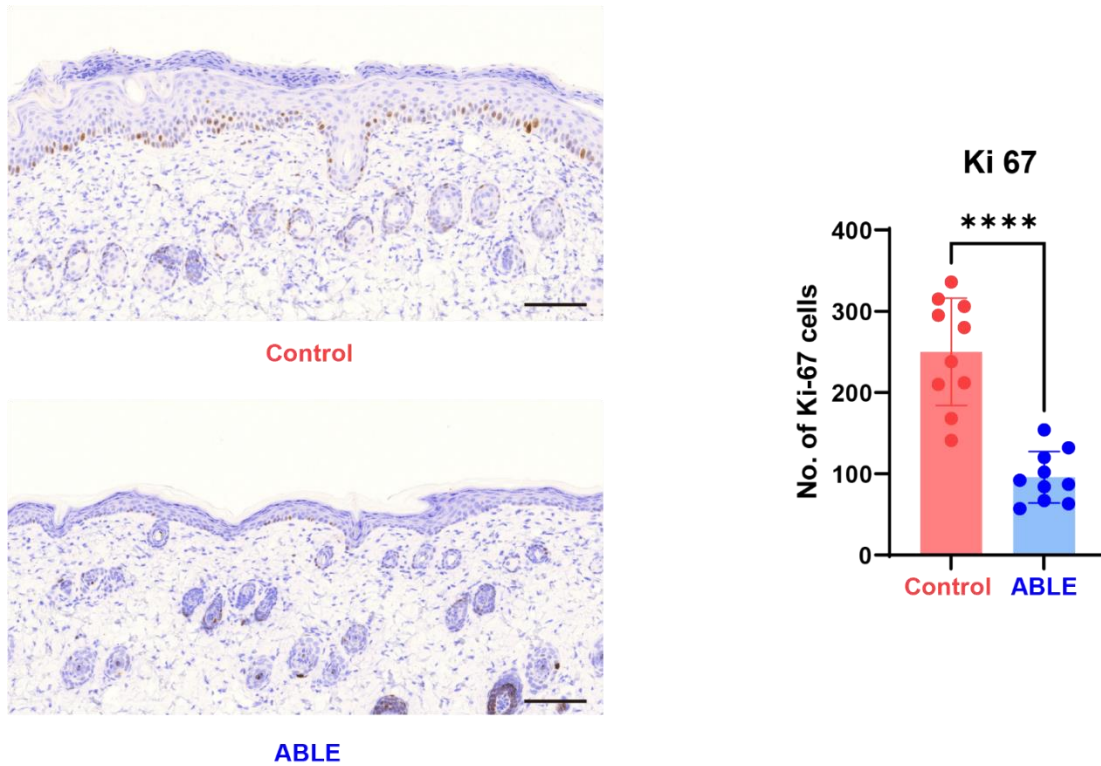 Control
ABLE
Ki 67
****
No. of Ki-67 cells
400
300
200
100
0
Control ABLE